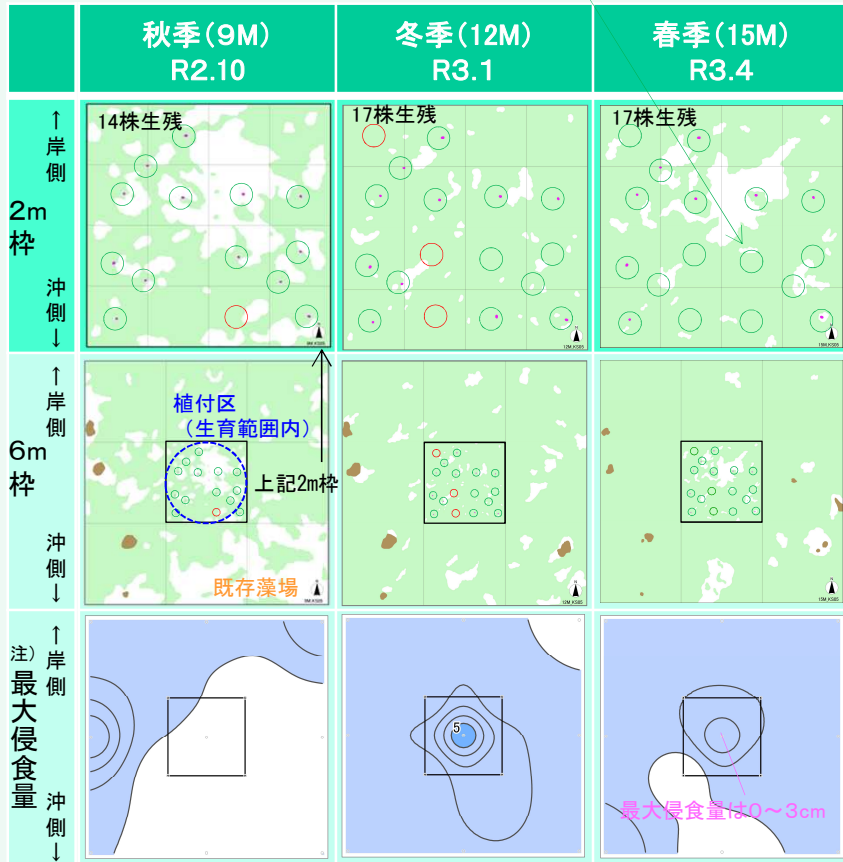 秋季(9M)
R2.10
冬季(12M)
R3.1
春季(15M)
R3.4
↑岸側
2m枠
沖側↓
14株生残
17株生残
17株生残
↑岸側
6m枠
沖側↓
植付区
(生育範囲内)
上記2m枠
既存藻場
↑岸側
注)
最大侵食量
沖側↓
5
最大侵食量は0～3cm